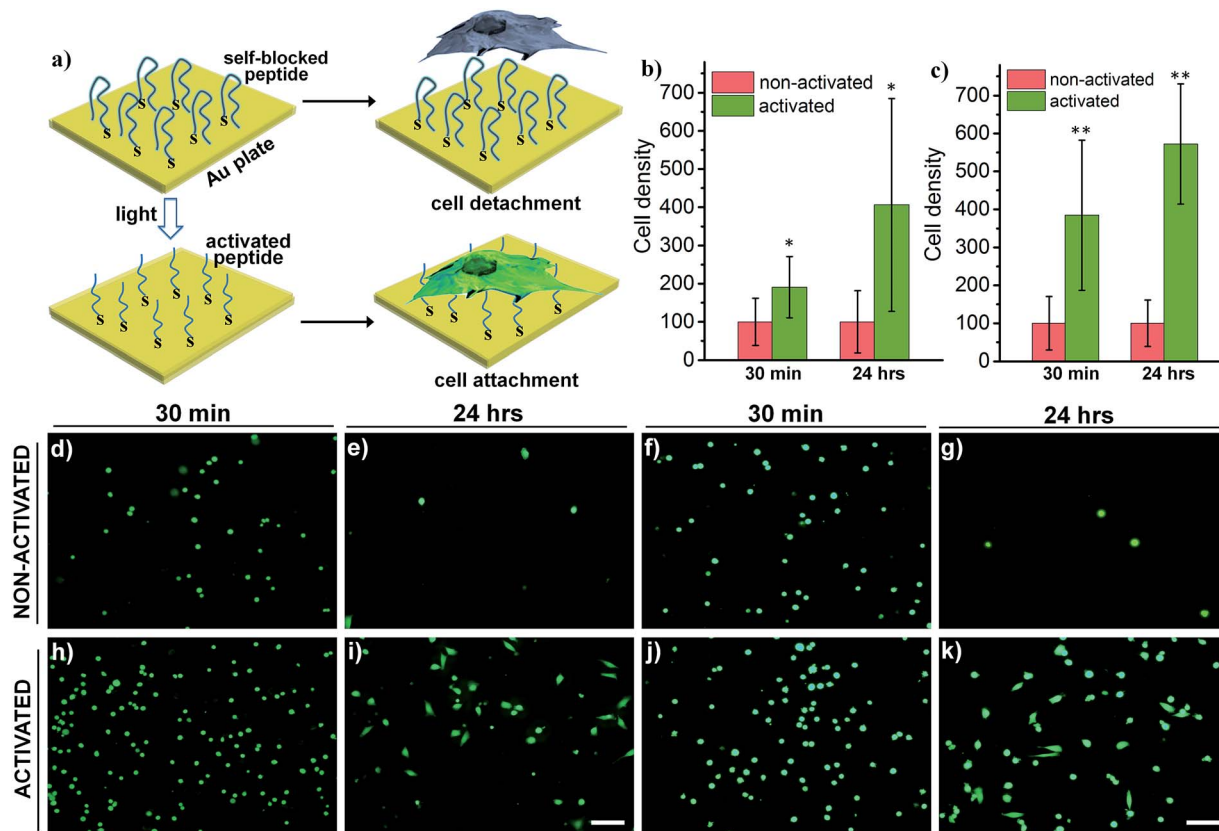 a)
self-blocked
peptide
S S S
S S S S S
Au plate
cell detachment
light
activated
peptide
S S S
S S S S
cell attachment
b)
non-activated
activated
Cell density
700
600
500
400
300
200
100
0
*
*
30 min
24 hrs
c)
non-activated
activated
Cell density
700
600
500
400
300
200
100
0
**
**
30 min
24 hrs
30 min
24 hrs
30 min
24 hrs
NON-ACTIVATED
d)
e)
f)
g)
ACTIVATED
h)
i)
j)
k)